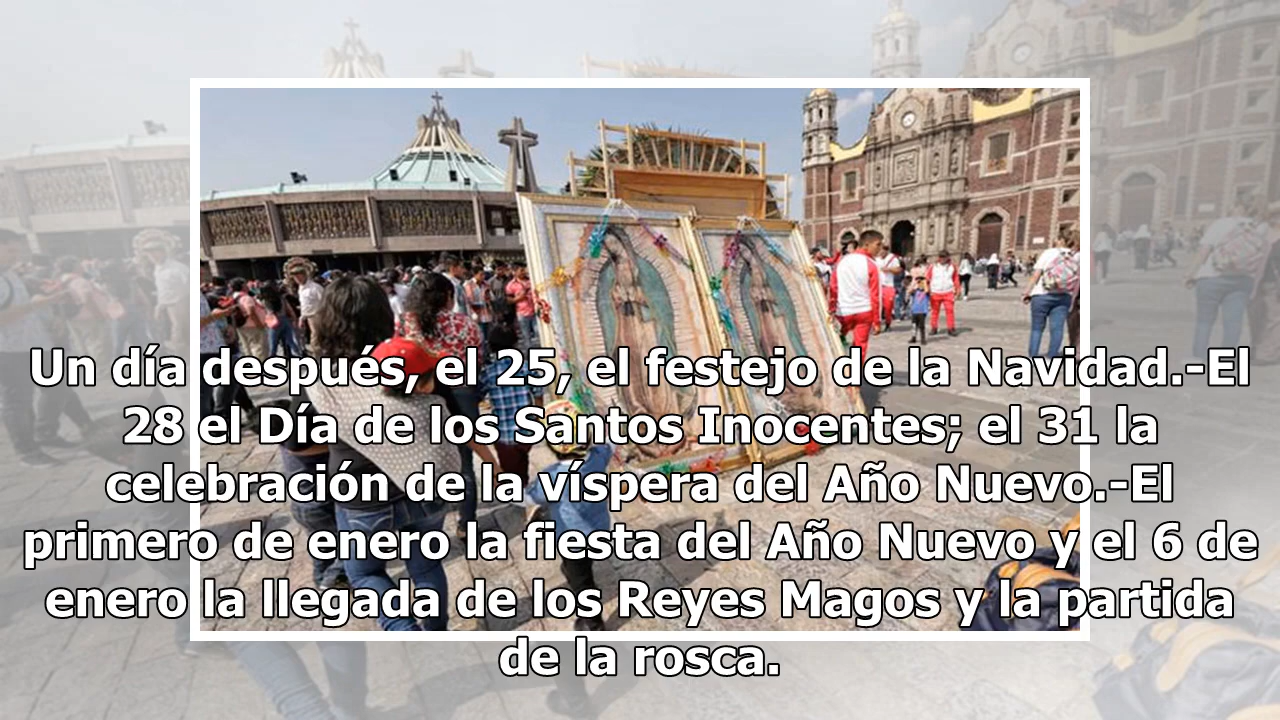 Un día después, el 25, el festejo de la Navidad.-El
28 el Día de los Santos Inocentes; el 31 la
celebración de la víspera del Año Nuevo.-El
primero de enero la fiesta del Año Nuevo y el 6 de
enero la llegada de los Reyes Magos y la partida
de la rosca.